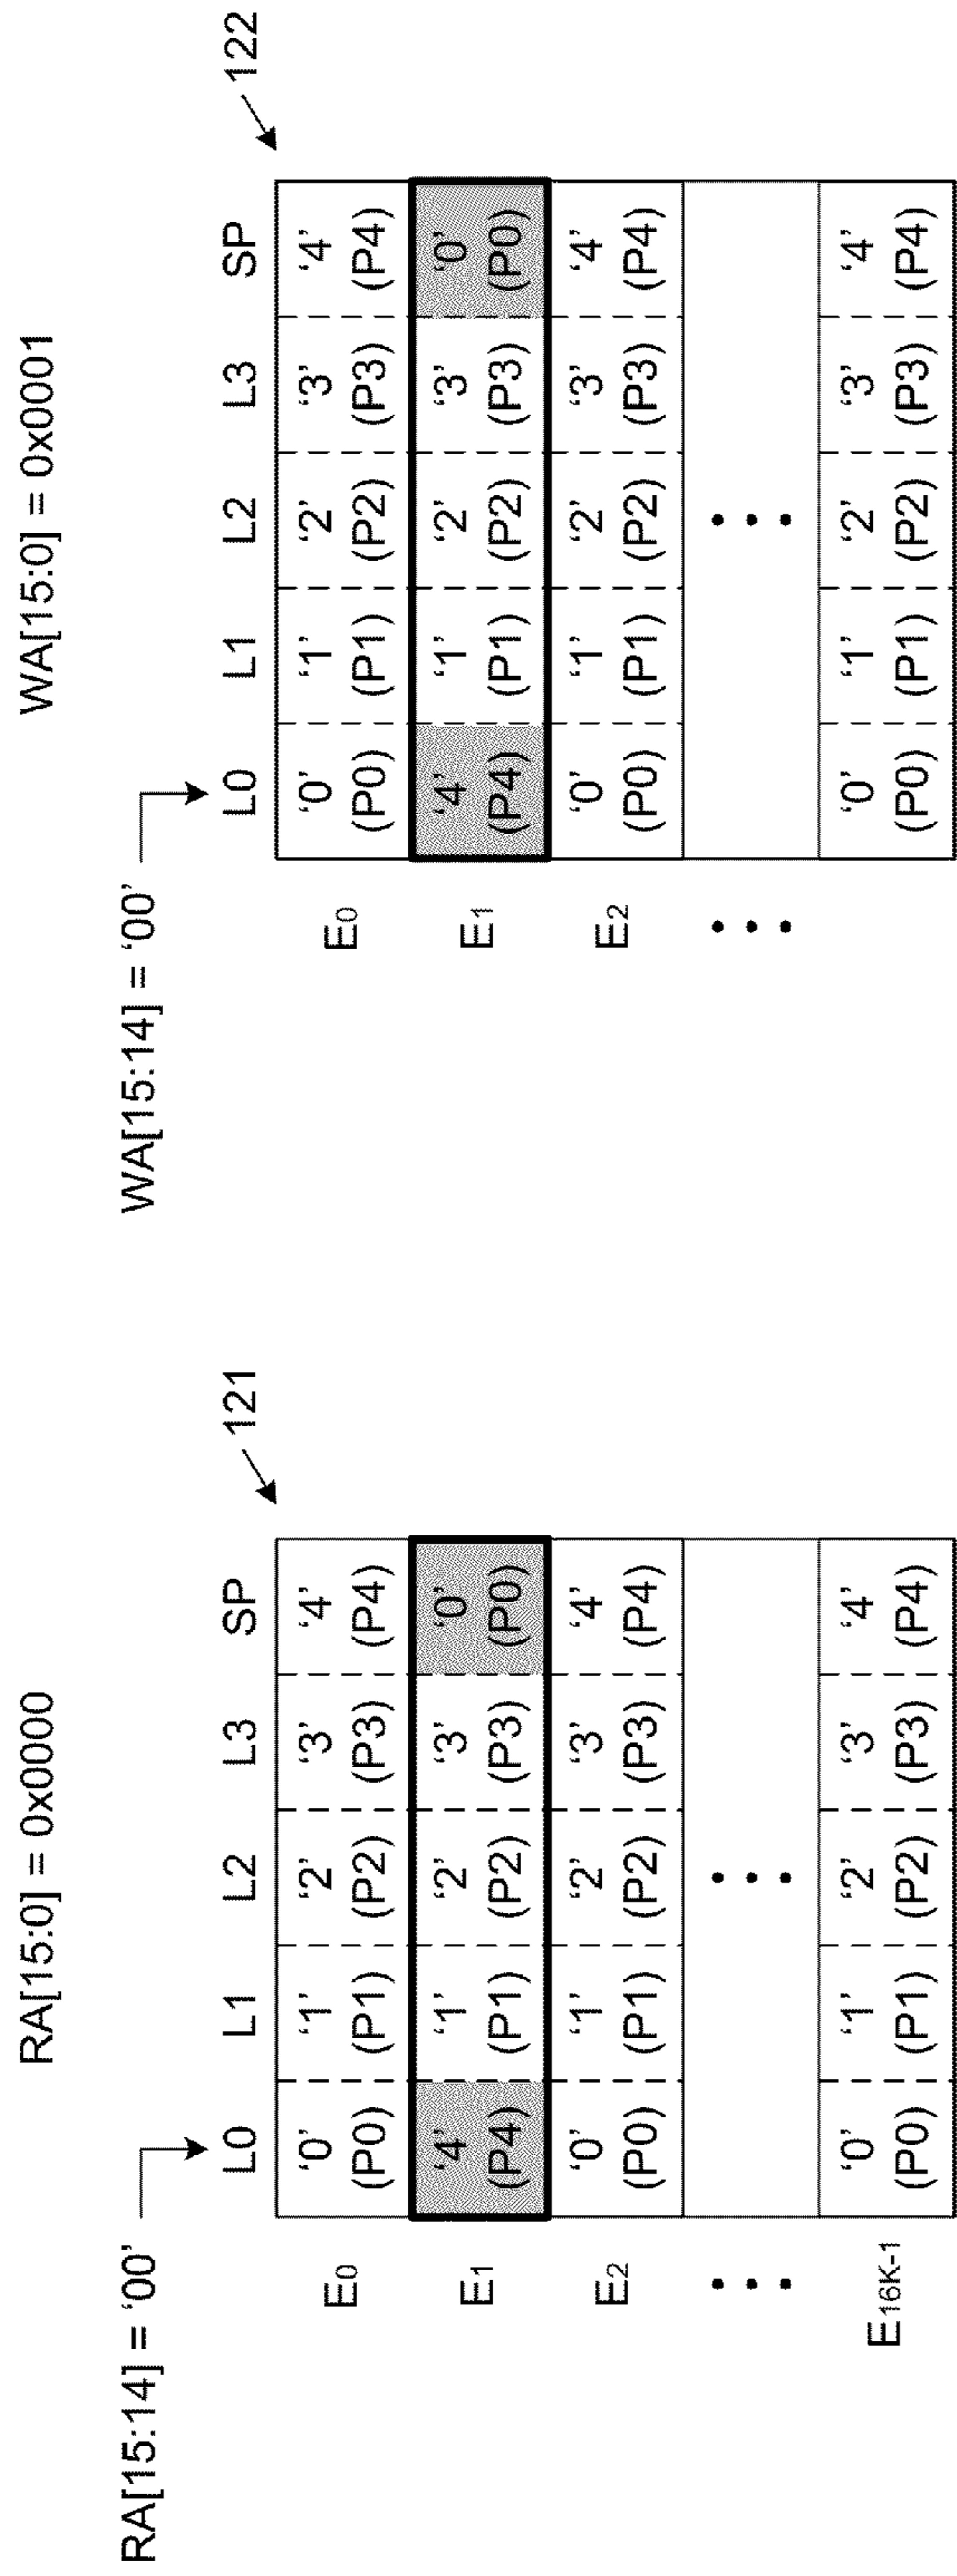 RA[15:0] = 0x0000
RA[15:14] = ‘00’
121
L0 L1 L2 L3 SP
E0 ‘0’ ‘1’ ‘2’ ‘3’ ‘4’
(P0) (P1) (P2) (P3) (P4)
E1 ‘4’ ‘1’ ‘2’ ‘3’ ‘0’
(P4) (P1) (P2) (P3) (P0)
E2 ‘0’ ‘1’ ‘2’ ‘3’ ‘4’
(P0) (P1) (P2) (P3) (P4)
E16K-1 ‘0’ ‘1’ ‘2’ ‘3’ ‘4’
(P0) (P1) (P2) (P3) (P4)
WA[15:0] = 0x0001
WA[15:14] = ‘00’
122
L0 L1 L2 L3 SP
E0 ‘0’ ‘1’ ‘2’ ‘3’ ‘4’
(P0) (P1) (P2) (P3) (P4)
E1 ‘4’ ‘1’ ‘2’ ‘3’ ‘0’
(P4) (P1) (P2) (P3) (P0)
E2 ‘0’ ‘1’ ‘2’ ‘3’ ‘4’
(P0) (P1) (P2) (P3) (P4)
‘0’ ‘1’ ‘2’ ‘3’ ‘4’
(P0) (P1) (P2) (P3) (P4)